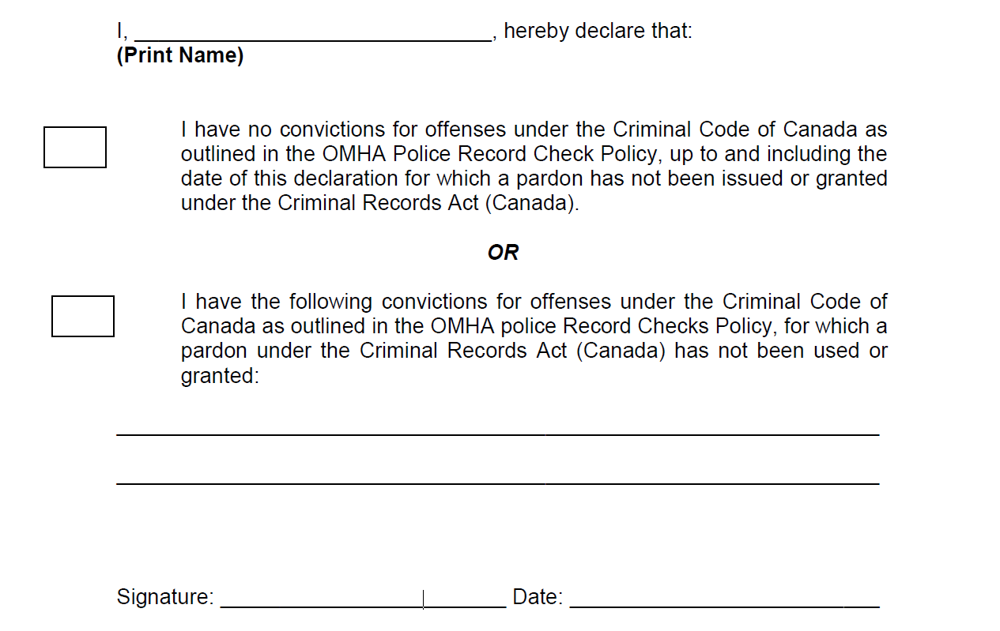 I, ______________________________, hereby declare that:
(Print Name)
I have no convictions for offenses under the Criminal Code of Canada as
outlined in the OMHA Police Record Check Policy, up to and including the
date of this declaration for which a pardon has not been issued or granted
under the Criminal Records Act (Canada).
OR
I have the following convictions for offenses under the Criminal Code of
Canada as outlined in the OMHA police Record Checks Policy, for which a
pardon under the Criminal Records Act (Canada) has not been used or
granted:
Signature: ________________________ Date: __________________________